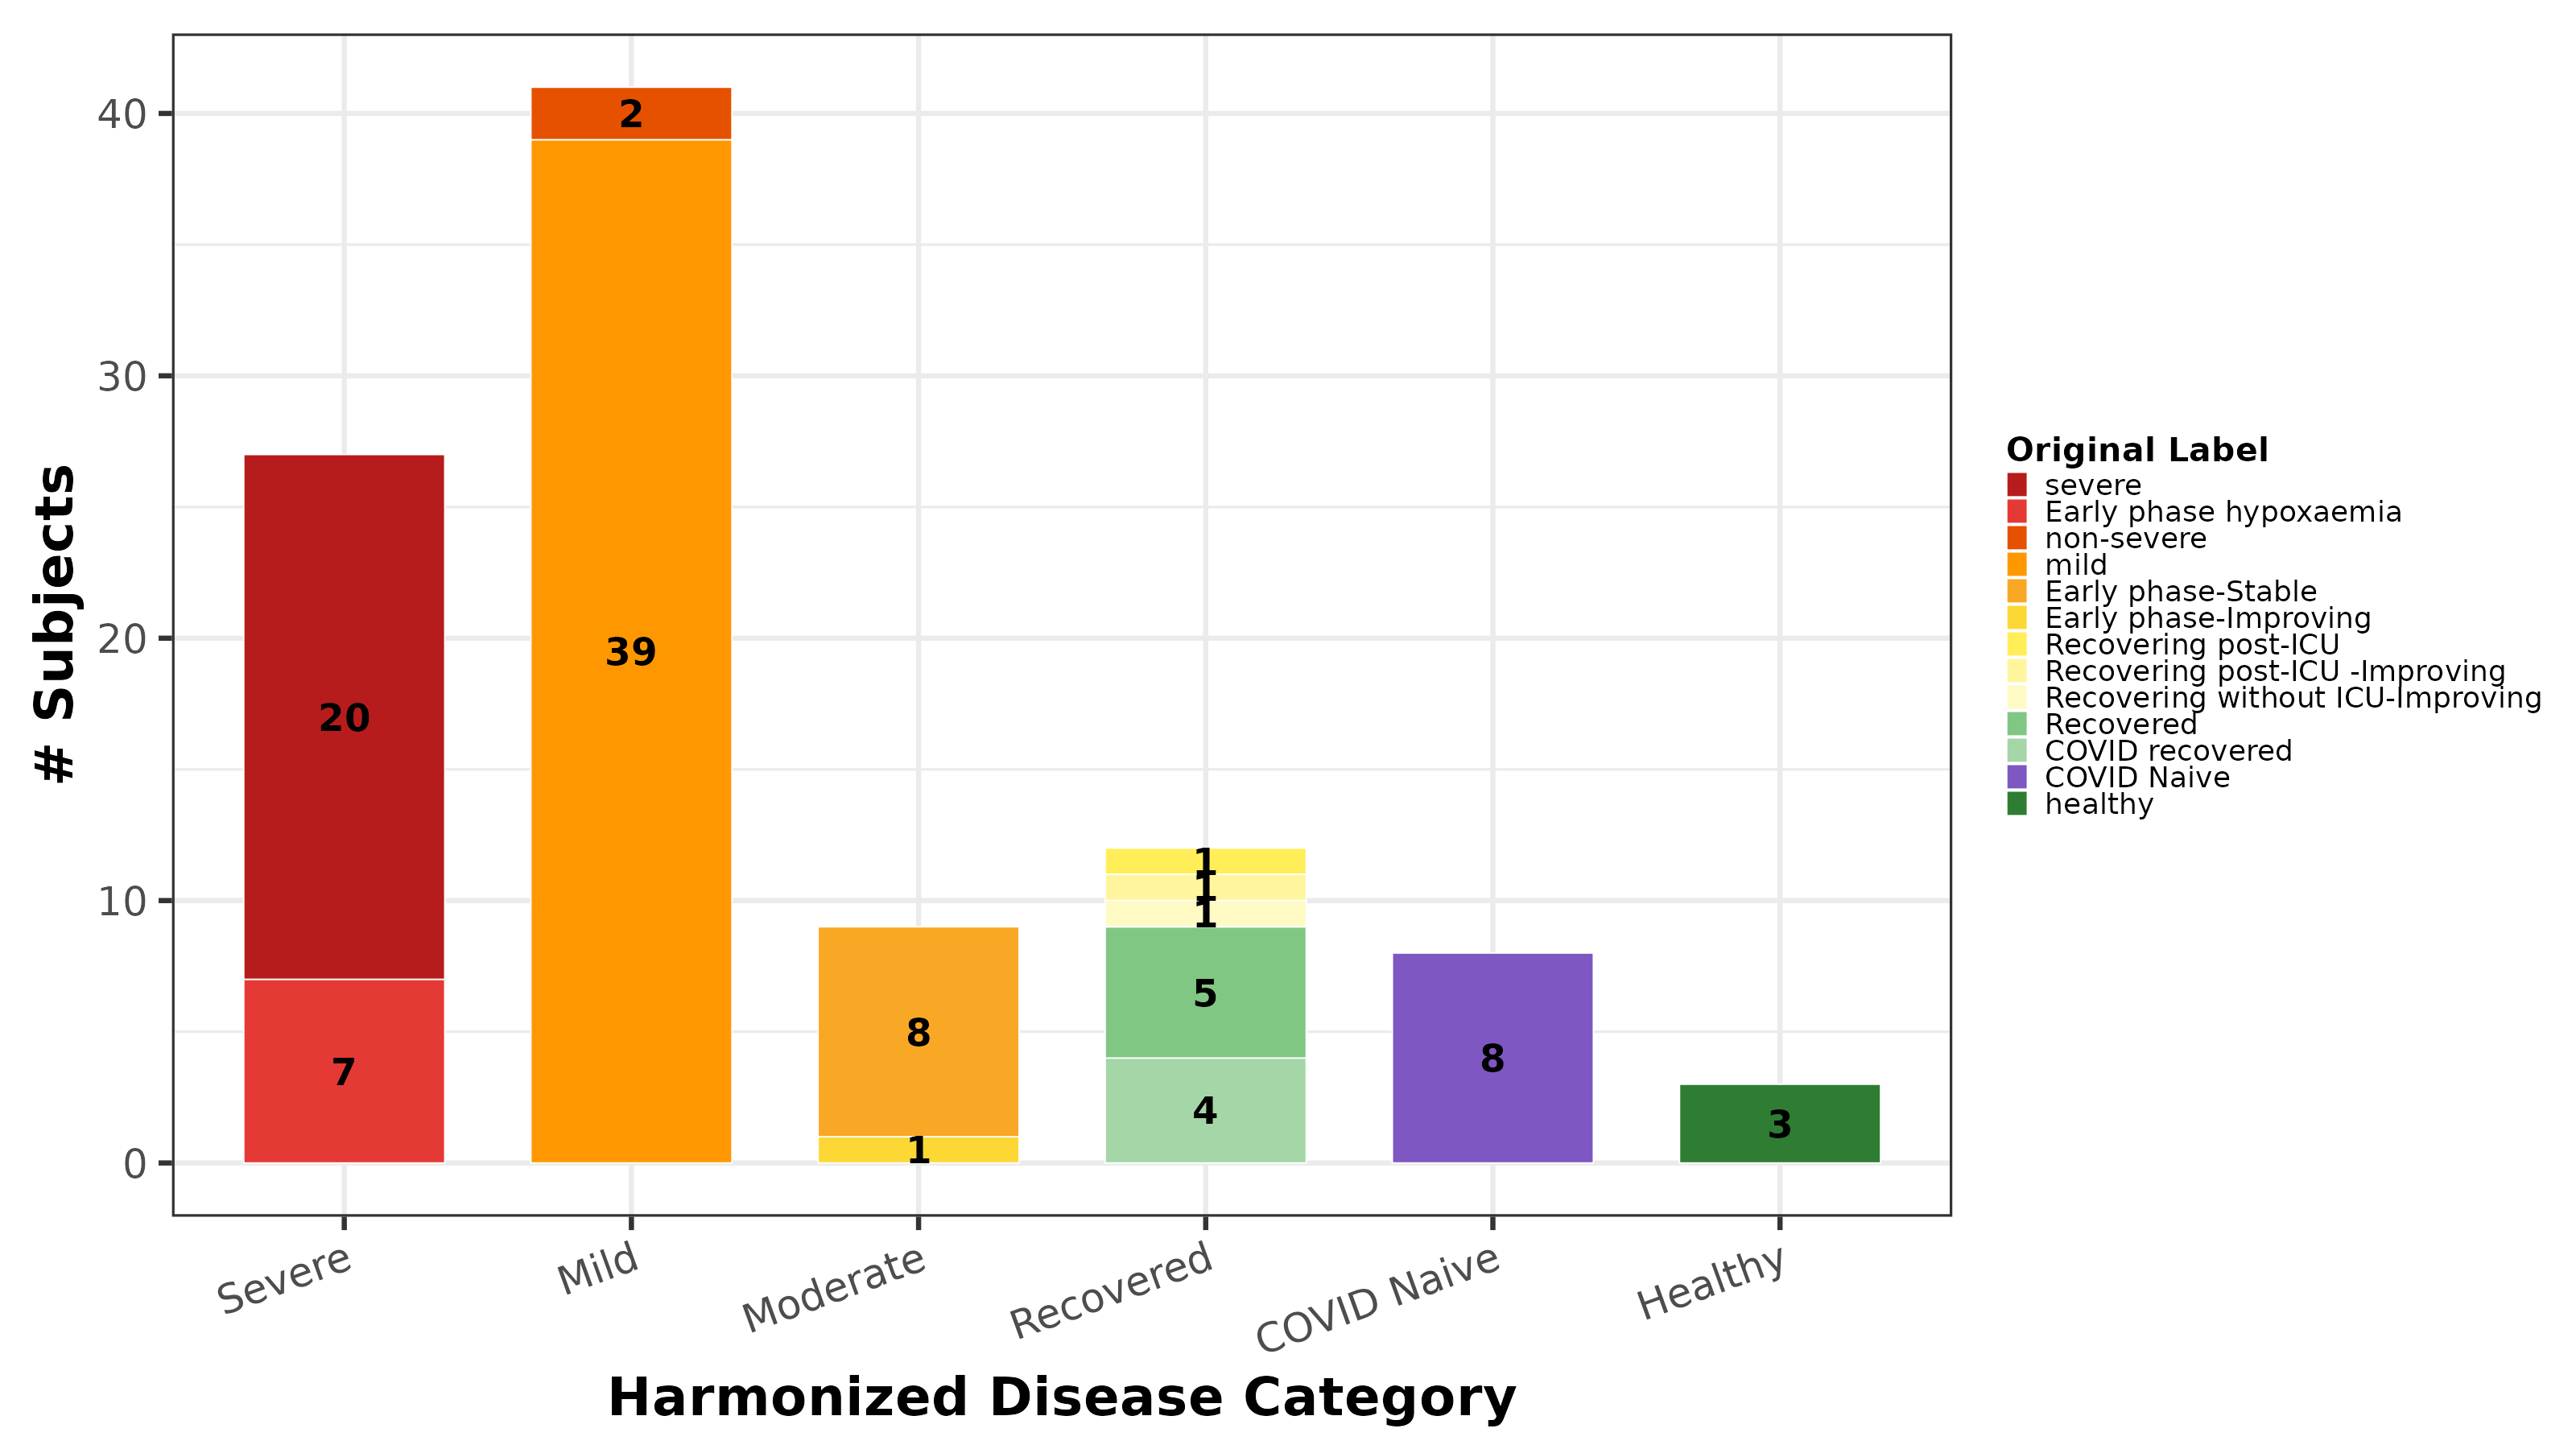 # Subjects
40
30
20
10
0
20
7
2
39
8
1
1
1
1
5
4
8
3
Severe
Mild
Moderate
Recovered
COVID Naive
Healthy
Harmonized Disease Category
Original Label
severe
Early phase hypoxaemia
non-severe
mild
Early phase-Stable
Early phase-Improving
Recovering post-ICU
Recovering post-ICU -Improving
Recovering without ICU-Improving
Recovered
COVID recovered
COVID Naive
healthy